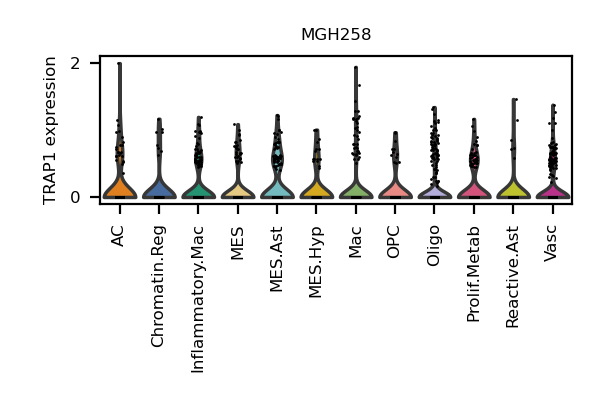 MGH258
TRAP1 expression
2
0
AC
Chromatin.Reg
Inflammatory.Mac
MES
MES.Ast
MES.Hyp
Mac
OPC
Oligo
Prolif.Metab
Reactive.Ast
Vasc